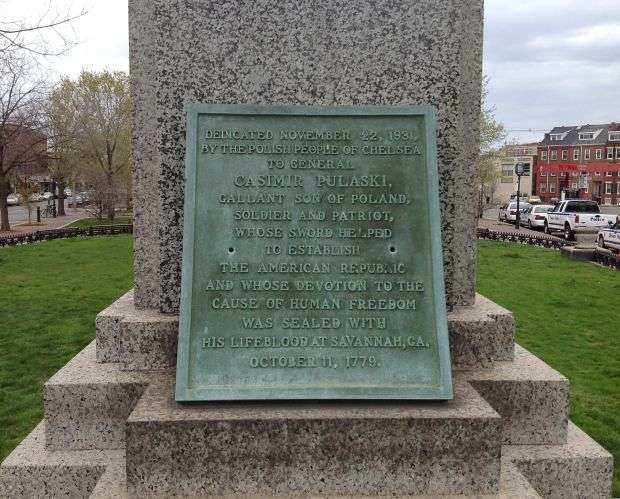 DEDICATED NOVEMBER 22, 1931,
BY THE POLISH PEOPLE OF CHELSEA
TO GENERAL
CASIMIR PULASKI,
GALLANT SON OF POLAND,
SOLDIER AND PATRIOT,
WHOSE SWORD HELPED
TO ESTABLISH
THE AMERICAN REPUBLIC
AND WHOSE DEVOTION TO THE
CAUSE OF HUMAN FREEDOM
WAS SEALED WITH
HIS LIFEBLOOD AT SAVANNAH, GA.
OCTOBER 11, 1779.